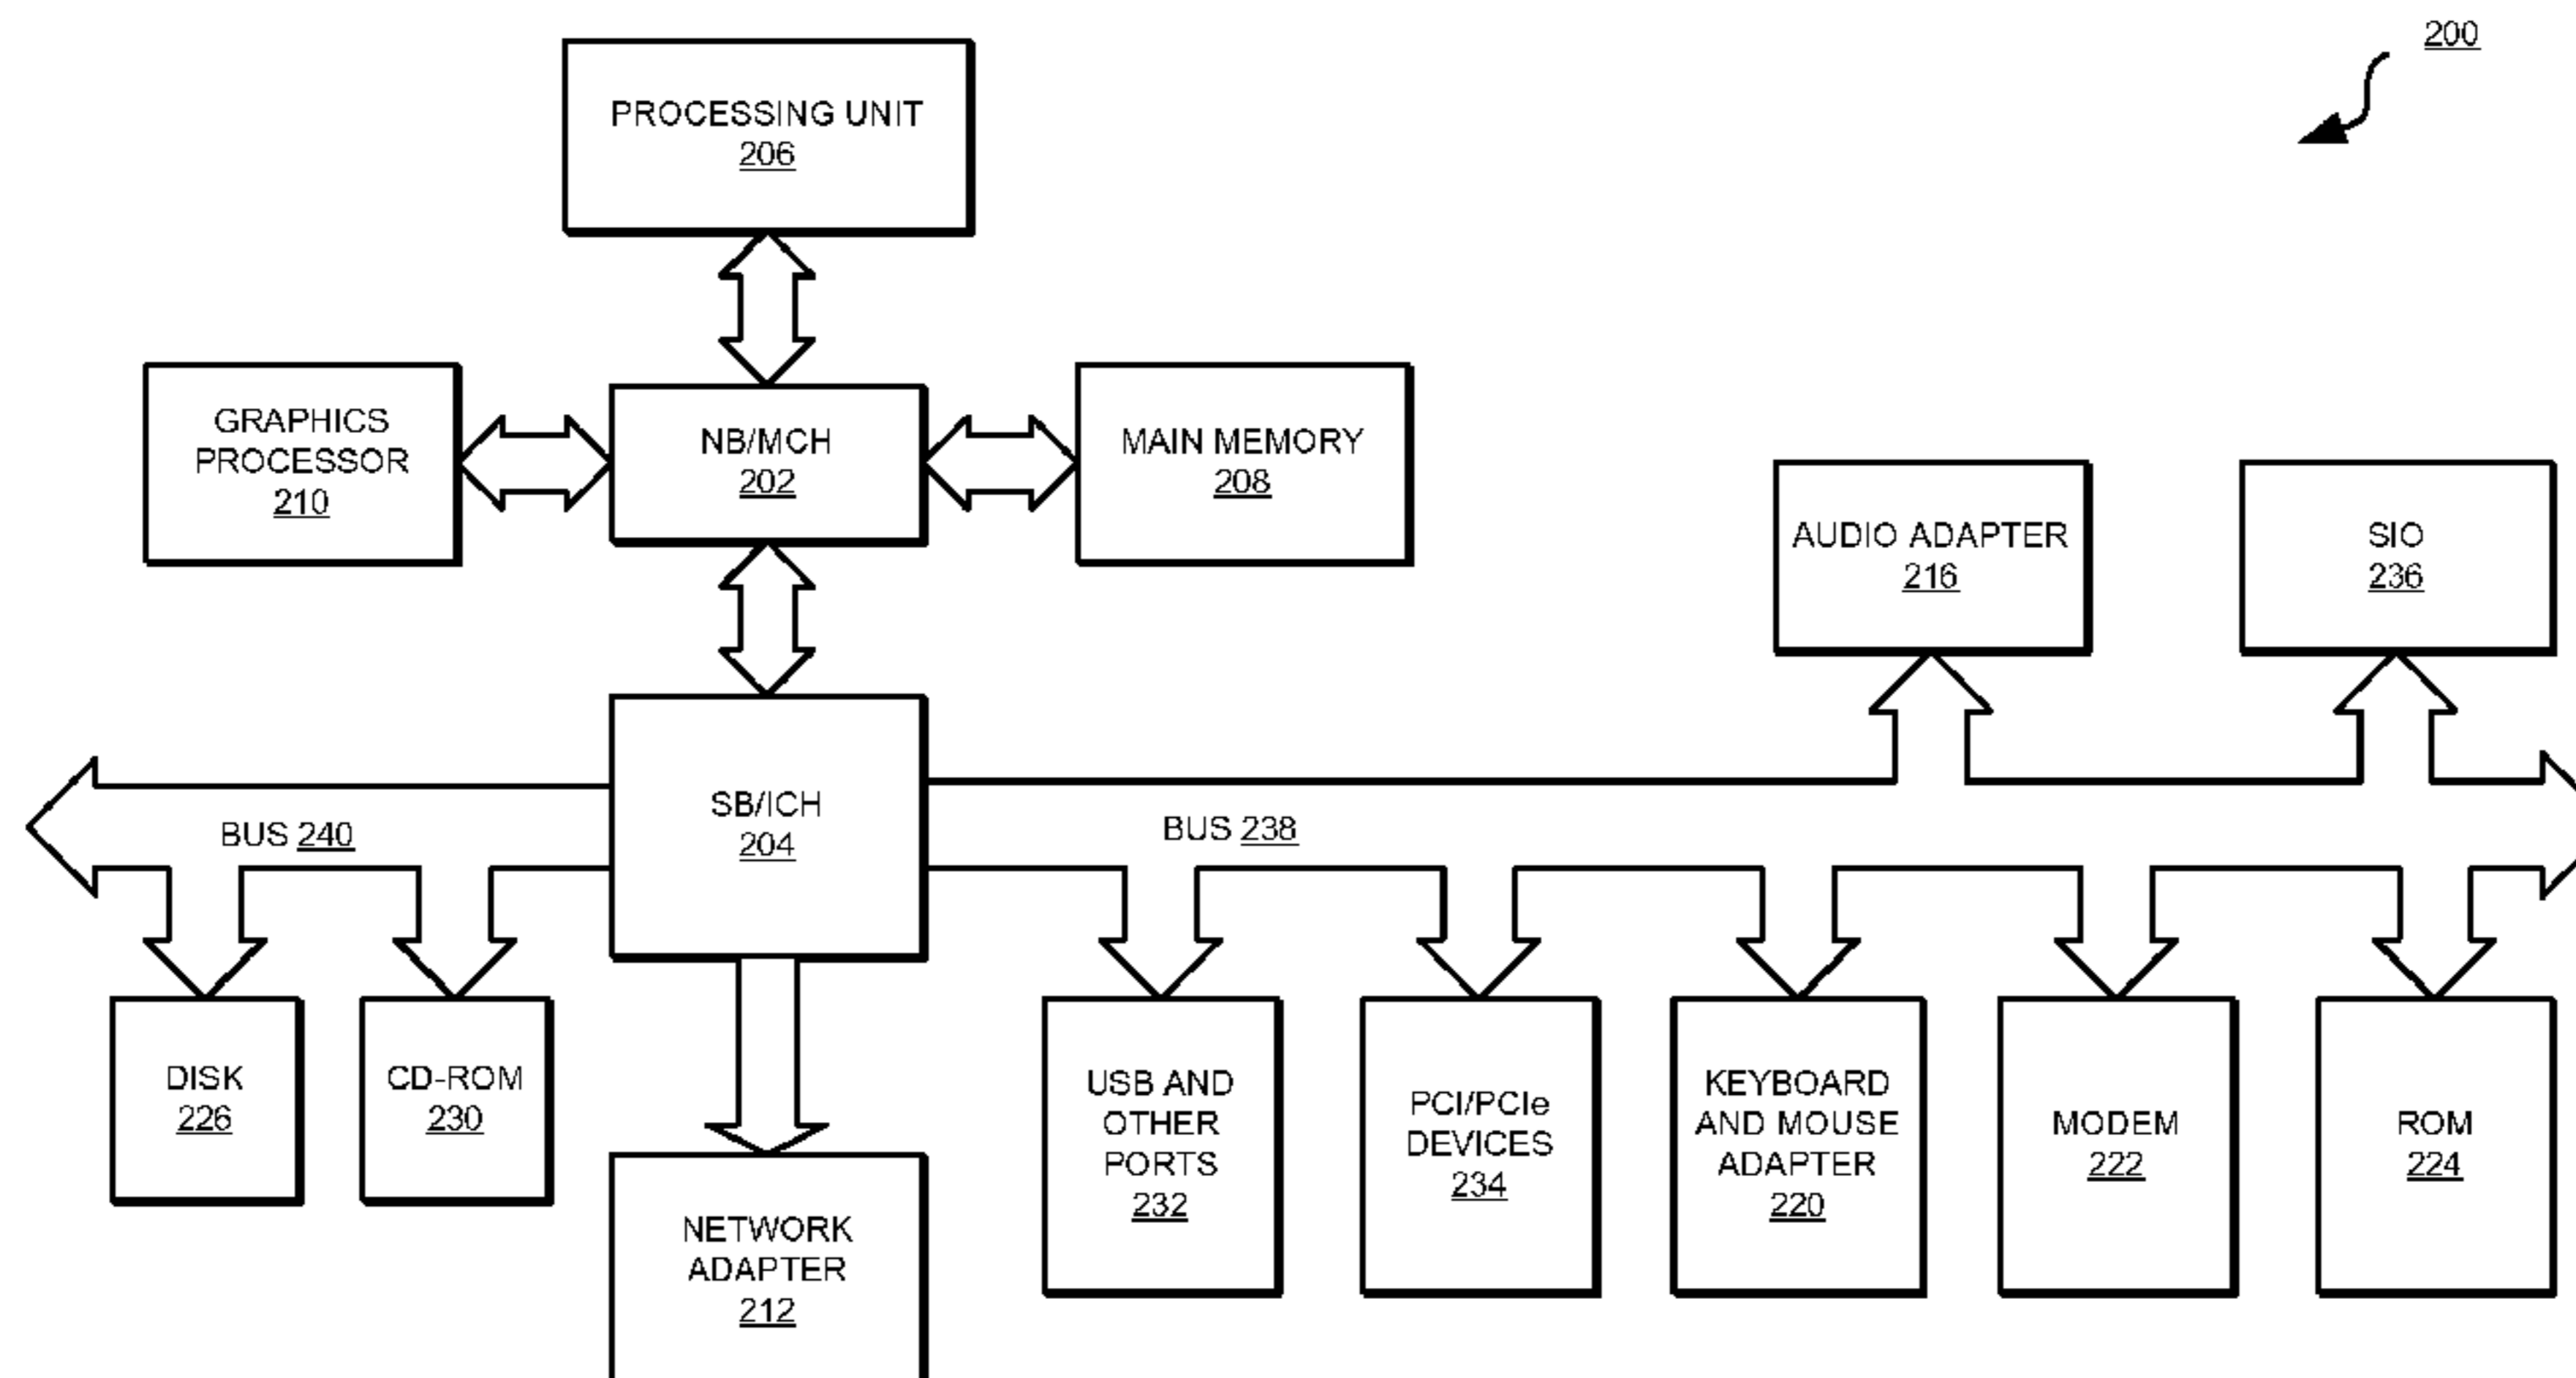 200
PROCESSING UNIT
206
GRAPHICS
PROCESSOR
210
NB/MCH
202
MAIN MEMORY
208
AUDIO ADAPTER
216
SIO
236
SB/ICH
204
BUS 240
BUS 238
DISK
226
CD-ROM
230
NETWORK
ADAPTER
212
USB AND
OTHER
PORTS
232
PCI/PCIe
DEVICES
234
KEYBOARD
AND MOUSE
ADAPTER
220
MODEM
222
ROM
224